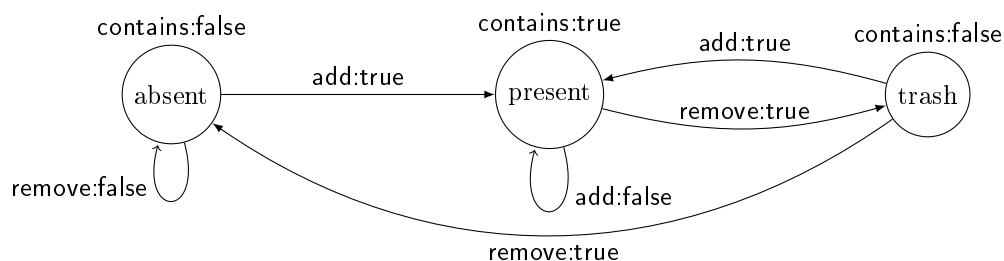 contains:false
contains:true
contains:false
add:true
add:true
absent
present
trash
remove:true
remove:false
add:false
remove:true